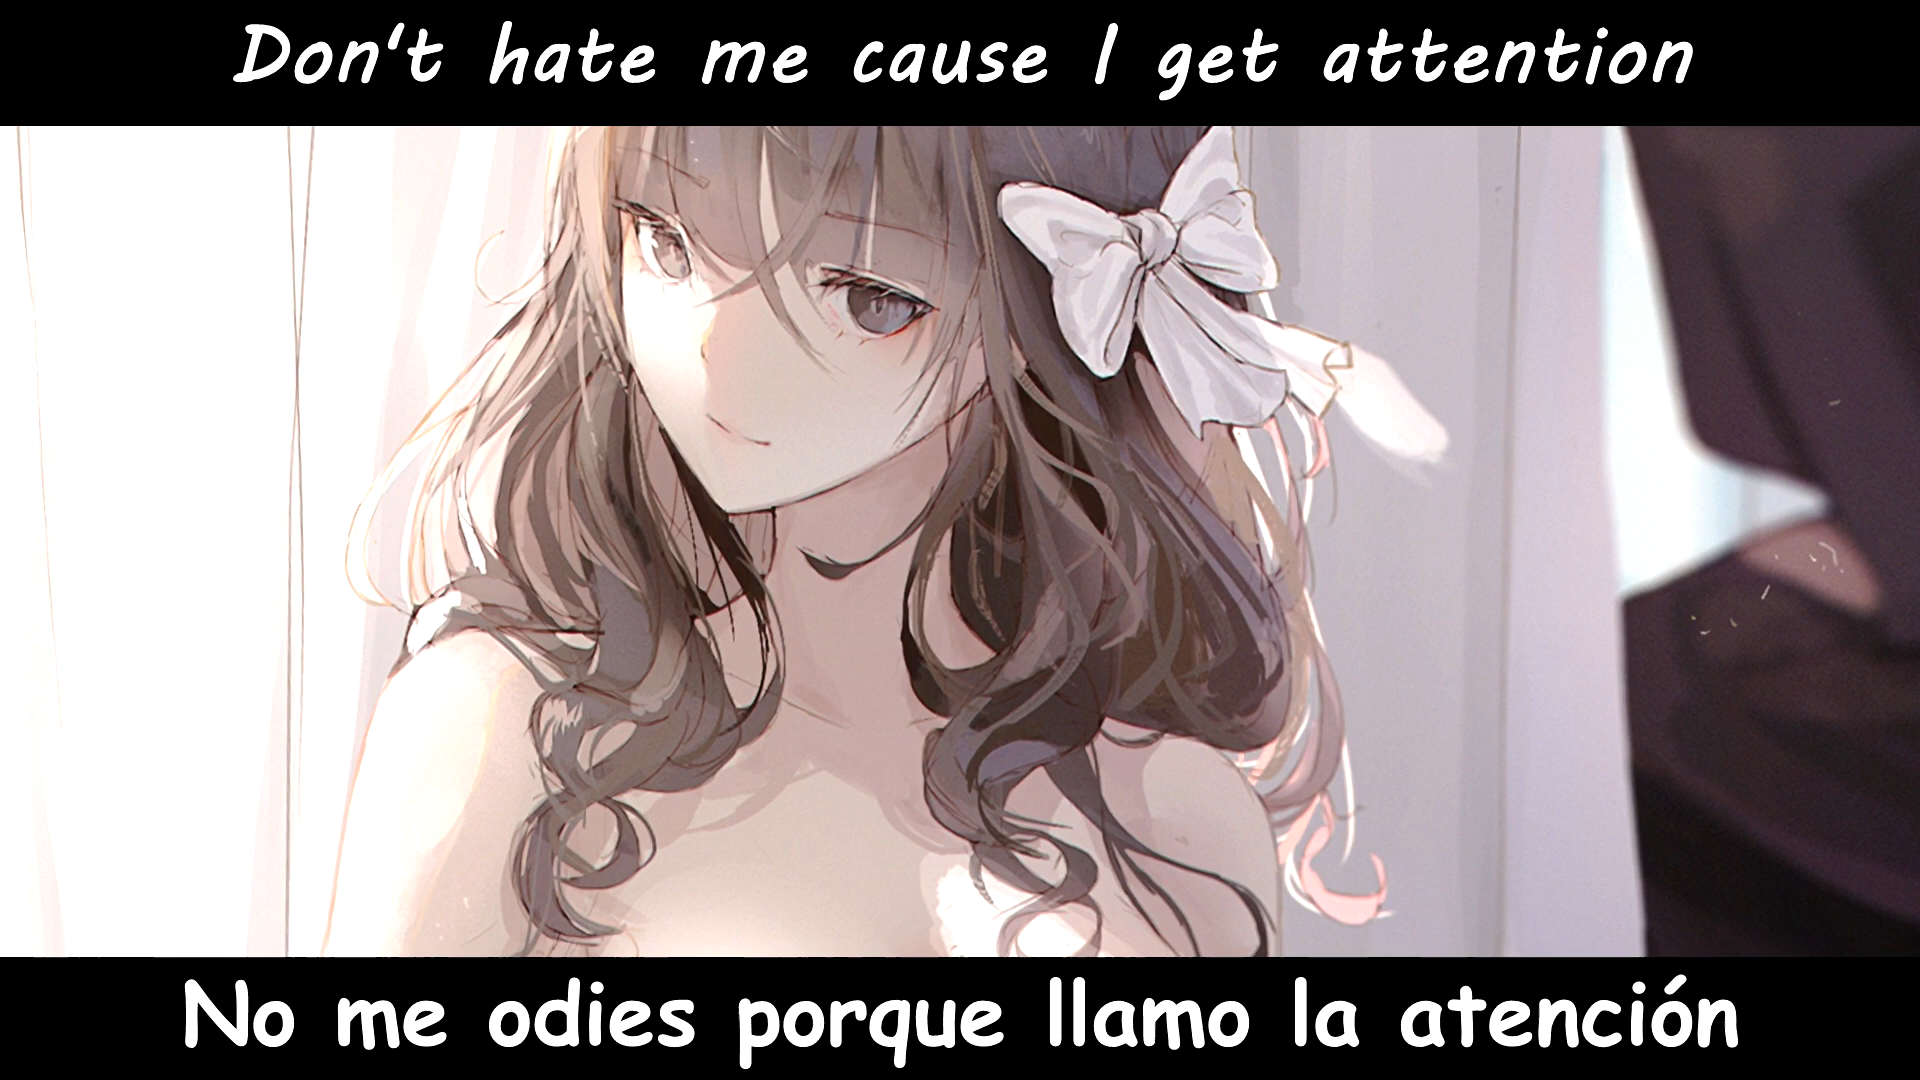 Don't hate me cause I get attention
No me odies porque llamo la atención